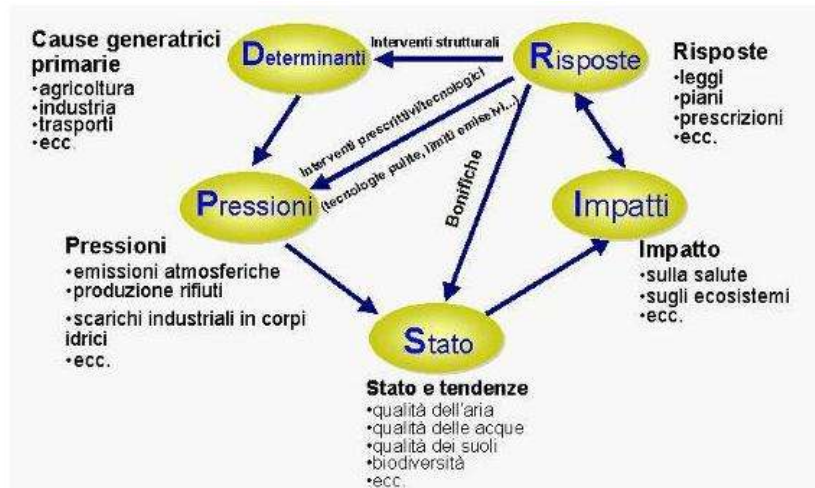 Cause generatrici
primarie
•agricoltura
•industria
•trasporti
•ecc.
Determinanti
Interventi strutturali
Risposte
Risposte
•leggi
•piani
•prescrizioni
•ecc.
Interventi prescrittivi/tecnologici
(tecnologie pulite, limiti emissivi...)
Bonifiche
Pressioni
Pressioni
•emissioni atmosferiche
•produzione rifiuti
•scarichi industriali in corpi
idrici
•ecc.
Impatti
Impatto
•sulla salute
•sugli ecosistemi
•ecc.
Stato
Stato e tendenze
•qualità dell'aria
•qualità delle acque
•qualità dei suoli
•biodiversità
•ecc.